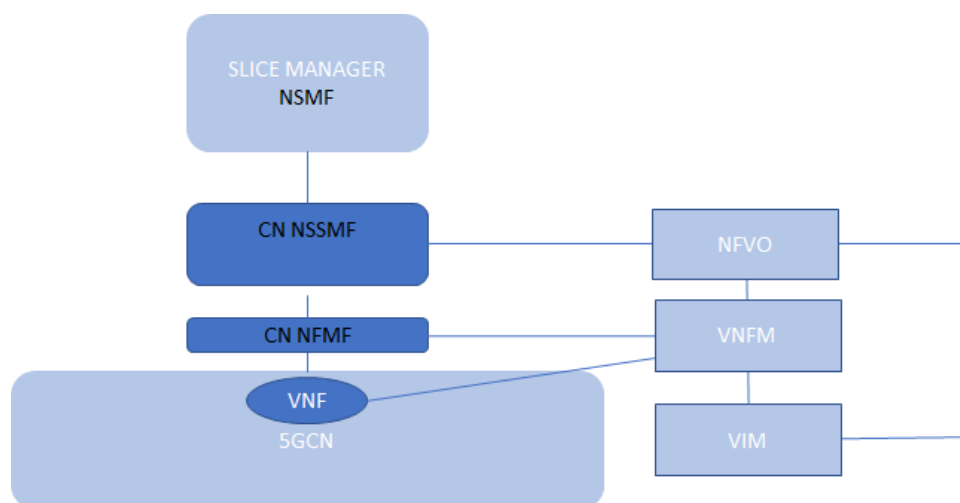 SLICE MANAGER
NSMF
CN NSSMF
NFVO
CN NFMF
VNFM
VNF
5GCN
VIM